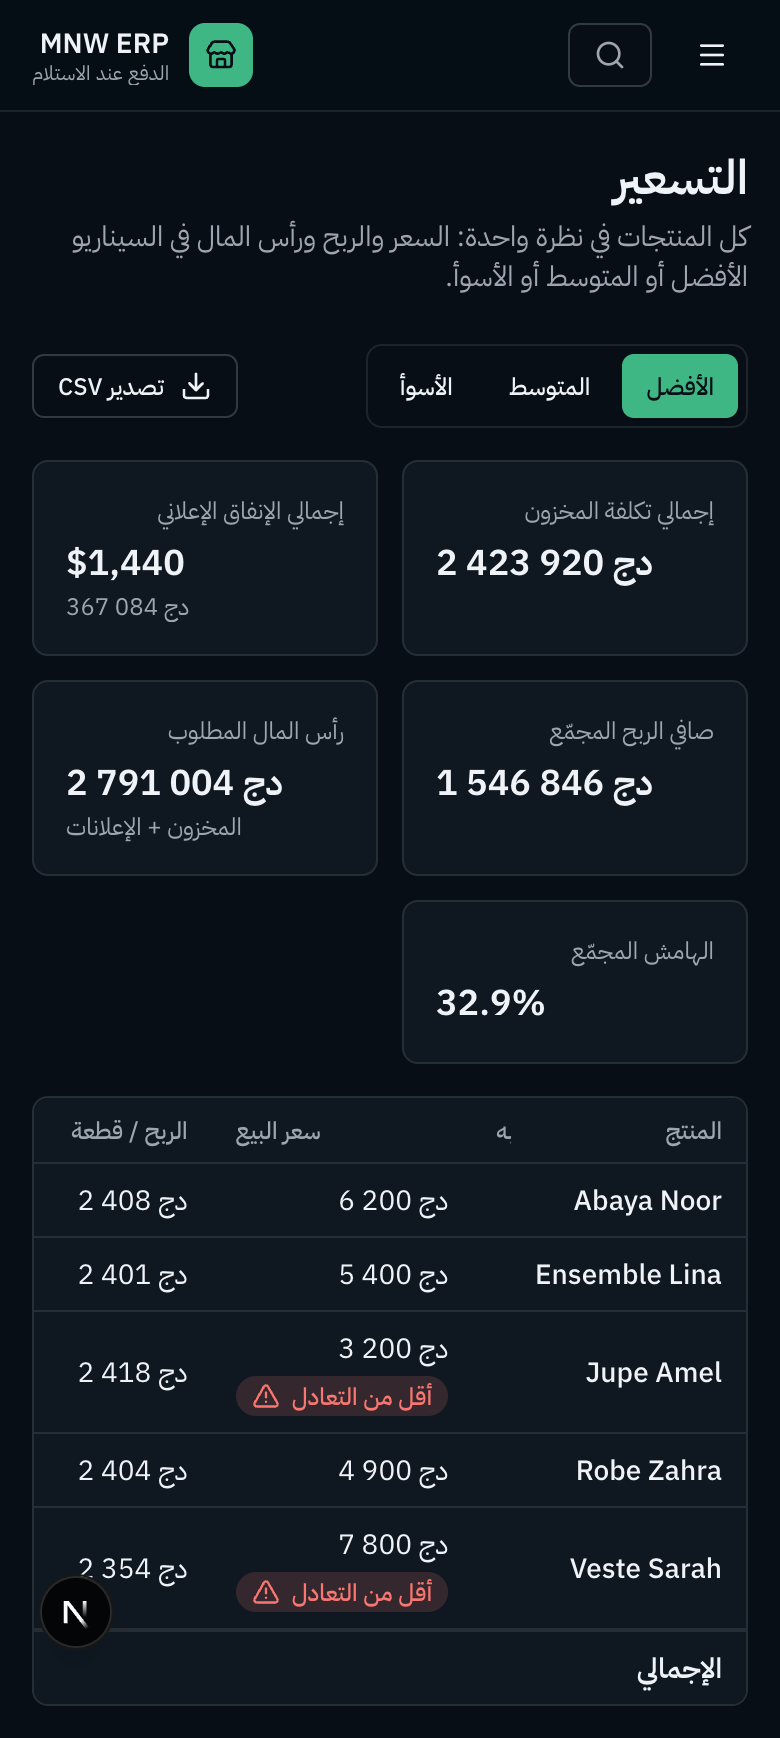 MNW ERP
الدفع عند الاستلام
التسعير
كل المنتجات في نظرة واحدة: السعر والربح ورأس المال في السيناريو
الأفضل أو المتوسط أو الأسوأ.
الأفضل
المتوسط
الأسوأ
تصدير CSV
إجمالي تكلفة المخزون
2 423 920 دج
إجمالي الإنفاق الإعلاني
$1,440
367 084 دج
صافي الربح المجمّع
1 546 846 دج
رأس المال المطلوب
2 791 004 دج
المخزون + الإعلانات
الهامش المجمّع
32.9%
المنتج
سعر البيع
الربح / قطعة
Abaya Noor
6 200 دج
2 408 دج
Ensemble Lina
5 400 دج
2 401 دج
Jupe Amel
3 200 دج
أقل من التعادل
2 418 دج
Robe Zahra
4 900 دج
2 404 دج
Veste Sarah
7 800 دج
أقل من التعادل
2 354 دج
N
الإجمالي